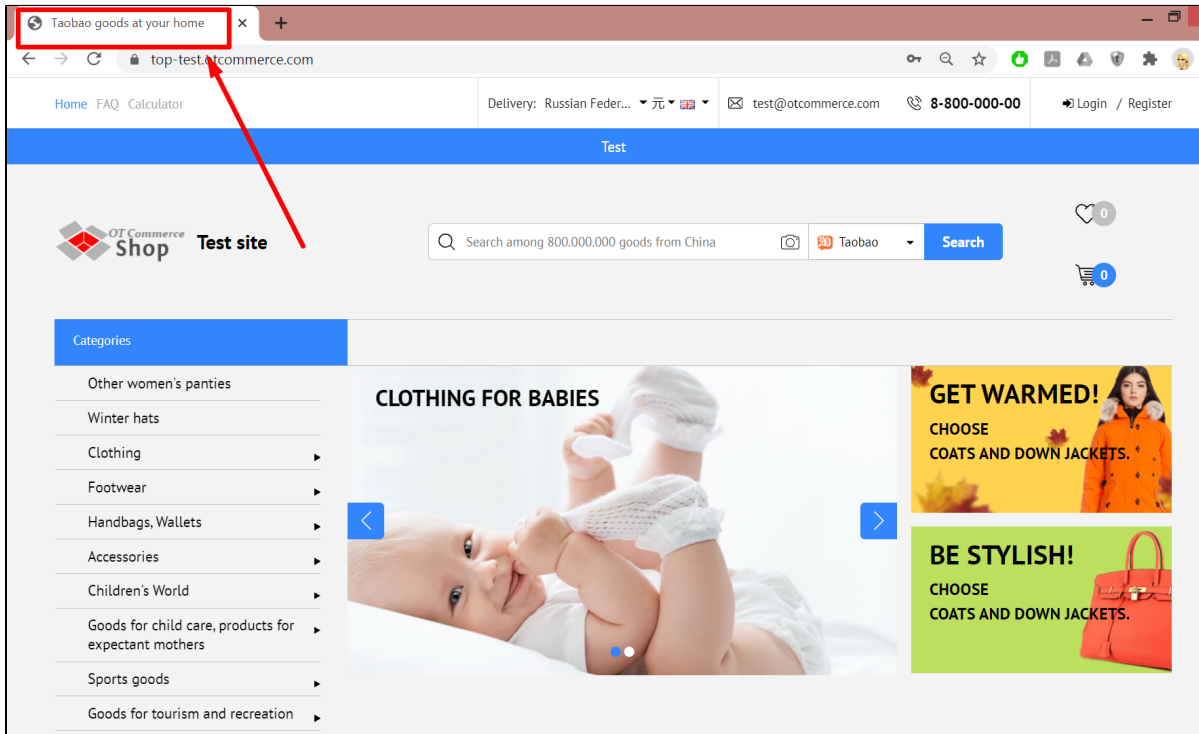 Taobao goods at your home
top-test.otcommerce.com
Home FAQ Calculator
Delivery: Russian Feder... 元
test@otcommerce.com
8-800-000-00
Login / Register
Test
OT Commerce
Shop
Test site
Search among 800.000.000 goods from China
淘 Taobao
Search
0
0
Categories
Other women's panties
Winter hats
Clothing
Footwear
Handbags, Wallets
Accessories
Children's World
Goods for child care, products for
expectant mothers
Sports goods
Goods for tourism and recreation
CLOTHING FOR BABIES
GET WARMED!
CHOOSE
COATS AND DOWN JACKETS.
BE STYLISH!
CHOOSE
COATS AND DOWN JACKETS.